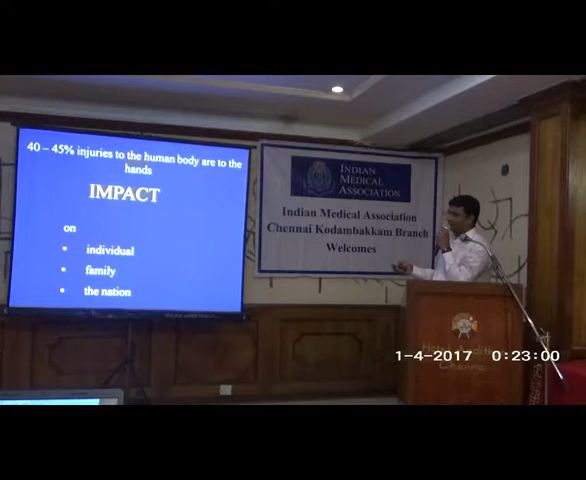 40 – 45% injuries to the human body are to the
hands
IMPACT
on
• individual
• family
• the nation
INDIAN
MEDICAL
ASSOCIATION
Indian Medical Association
Chennai Kodambakkam Branch
Welcomes
Chennai
1-4-2017 0:23:00